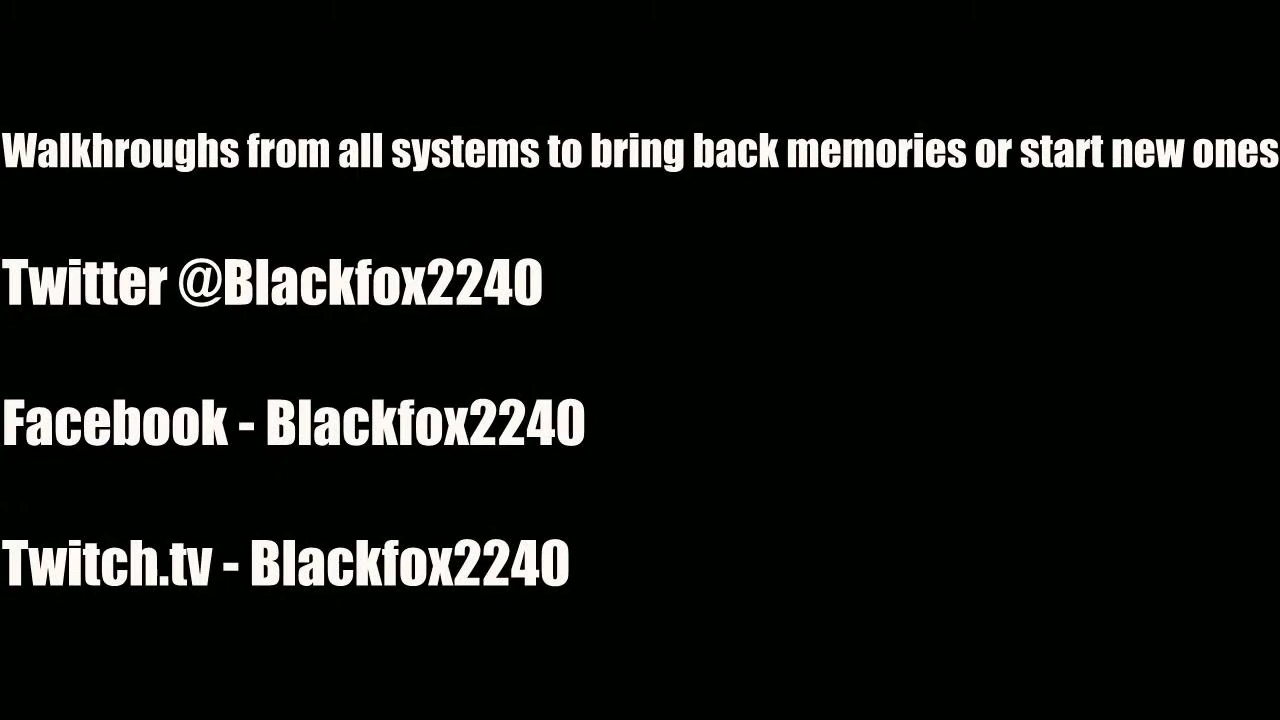 Walkhroughs from all systems to bring back memories or start new ones
Twitter @Blackfox2240
Facebook - Blackfox2240
Twitch.tv - Blackfox2240